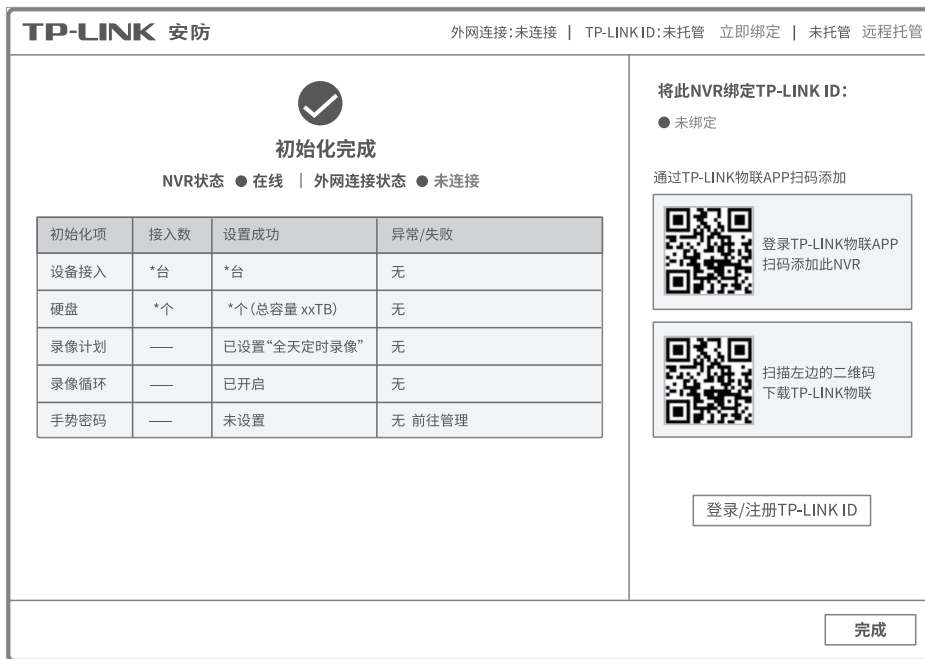 TP-LINK 安防 外网连接:未连接 | TP-LINK ID:未托管 立即绑定 | 未托管 远程托管
初始化完成
NVR状态 ● 在线 | 外网连接状态 ● 未连接
初始化项 接入数 设置成功 异常/失败
设备接入 *台 *台 无
硬盘 *个 *个(总容量 xxTB) 无
录像计划 —— 已设置“全天定时录像” 无
录像循环 —— 已开启 无
手势密码 —— 未设置 无 前往管理
将此NVR绑定TP-LINK ID:
● 未绑定
通过TP-LINK物联APP扫码添加
登录TP-LINK物联APP
扫码添加此NVR
扫描左边的二维码
下载TP-LINK物联
登录/注册TP-LINK ID
完成